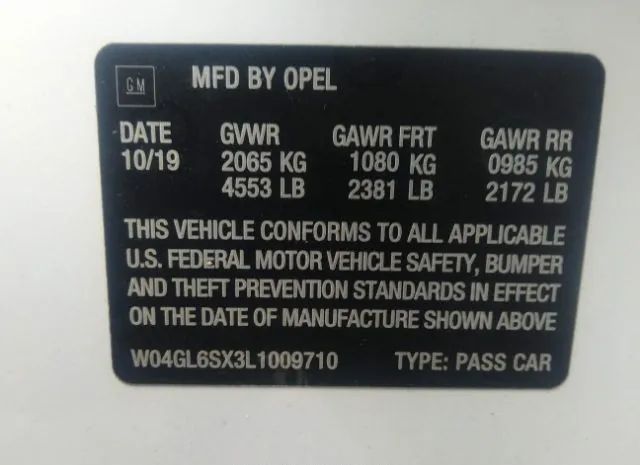 GM MFD BY OPEL
DATE GVWR GAWR FRT GAWR RR
10/19 2065 KG 1080 KG 0985 KG
4553 LB 2381 LB 2172 LB
THIS VEHICLE CONFORMS TO ALL APPLICABLE
U.S. FEDERAL MOTOR VEHICLE SAFETY, BUMPER
AND THEFT PREVENTION STANDARDS IN EFFECT
ON THE DATE OF MANUFACTURE SHOWN ABOVE
W04GL6SX3L1009710 TYPE: PASS CAR